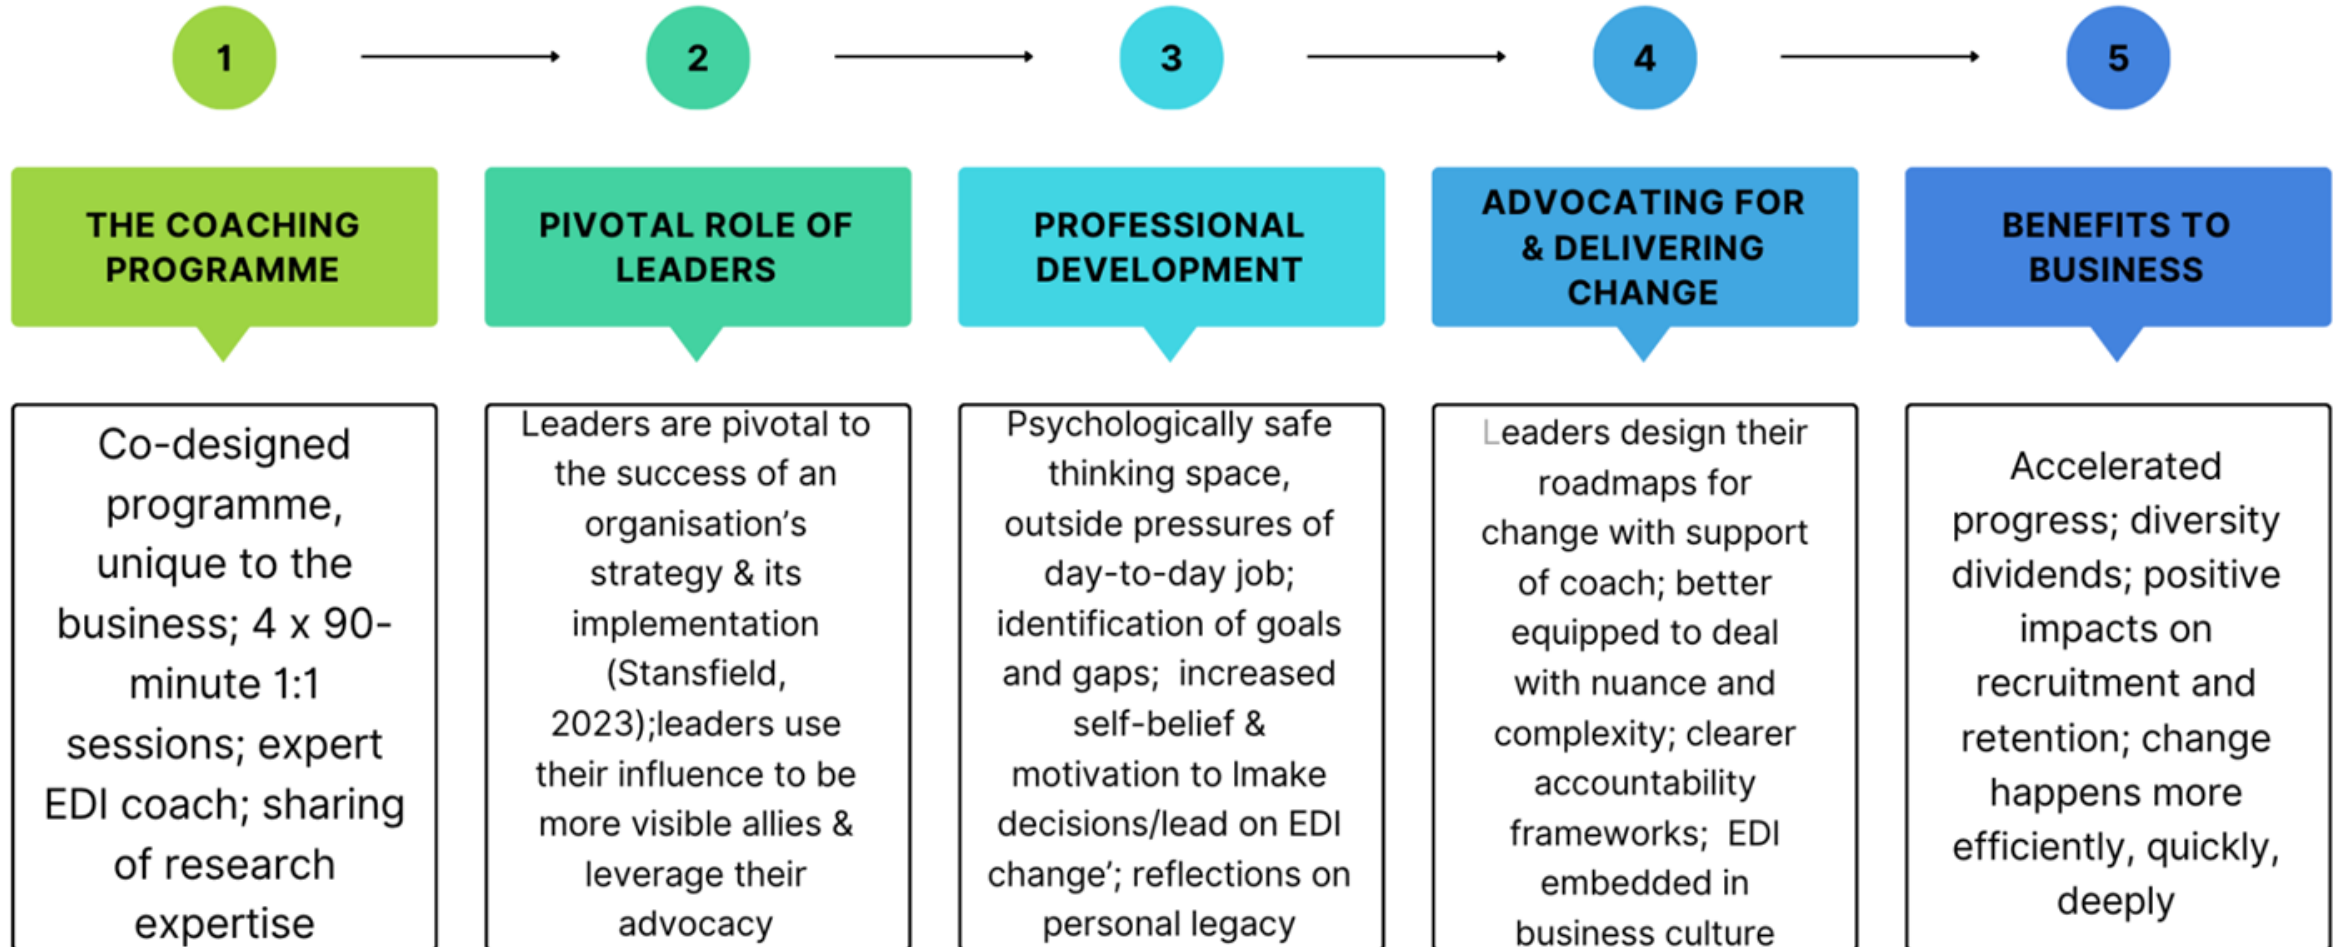 1
2
3
4
5
THE COACHING
PROGRAMME
PIVOTAL ROLE OF
LEADERS
PROFESSIONAL
DEVELOPMENT
ADVOCATING FOR
& DELIVERING
CHANGE
BENEFITS TO
BUSINESS
Co-designed
programme,
unique to the
business; 4 x 90-
minute 1:1
sessions; expert
EDI coach; sharing
of research
expertise
Leaders are pivotal to
the success of an
organisation’s
strategy & its
implementation
(Stansfield,
2023);leaders use
their influence to be
more visible allies &
leverage their
advocacy
Psychologically safe
thinking space,
outside pressures of
day-to-day job;
identification of goals
and gaps;  increased
self-belief &
motivation to lmake
decisions/lead on EDI
change’; reflections on
personal legacy
Leaders design their
roadmaps for
change with support
of coach; better
equipped to deal
with nuance and
complexity; clearer
accountability
frameworks;  EDI
embedded in
business culture
Accelerated
progress; diversity
dividends; positive
impacts on
recruitment and
retention; change
happens more
efficiently, quickly,
deeply